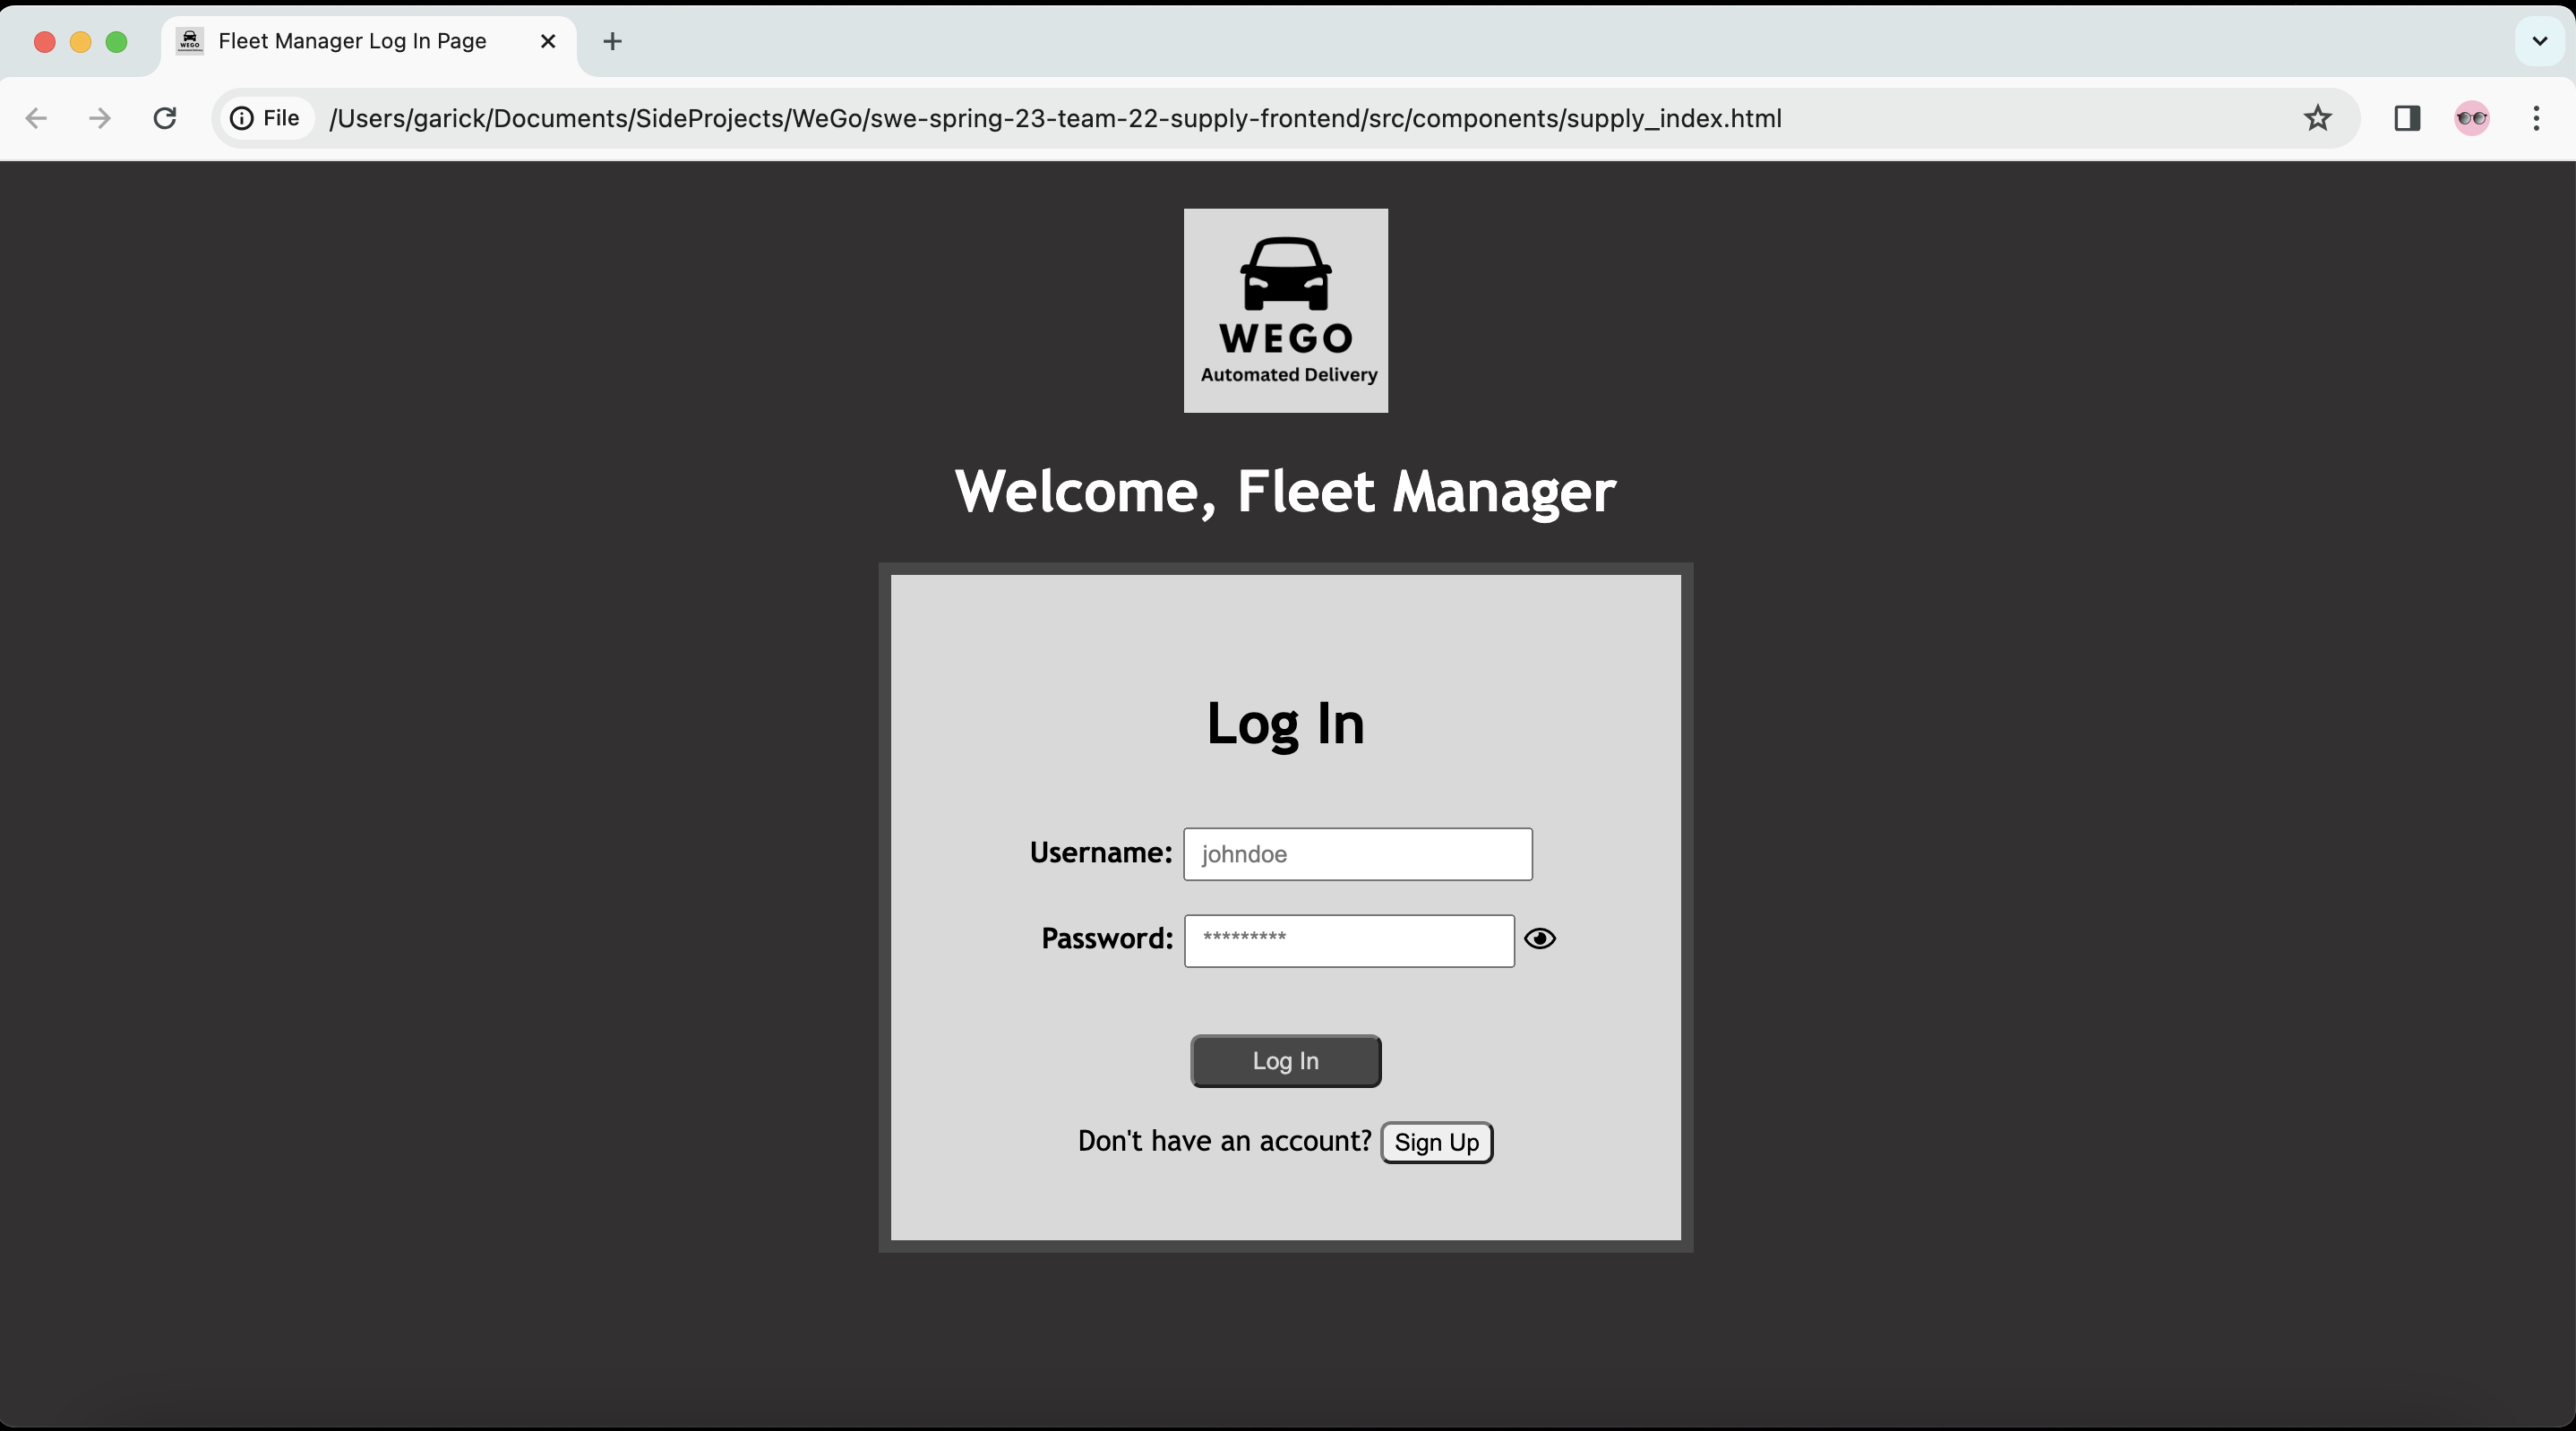 Fleet Manager Log In Page
File /Users/garick/Documents/SideProjects/WeGo/swe-spring-23-team-22-supply-frontend/src/components/supply_index.html
WEGO
Automated Delivery
Welcome, Fleet Manager
Log In
Username: johndoe
Password: *********
Log In
Don't have an account? Sign Up